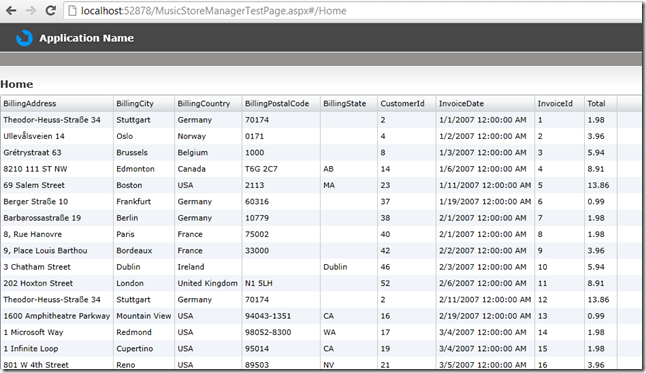 localhost:52878/MusicStoreManagerTestPage.aspx#/Home
Application Name
Home
BillingAddress BillingCity BillingCountry BillingPostalCode BillingState CustomerId InvoiceDate InvoiceId Total
Theodor-Heuss-Straße 34 Stuttgart Germany 70174 2 1/1/2007 12:00:00 AM 1 1.98
Ullevålsveien 14 Oslo Norway 0171 4 1/2/2007 12:00:00 AM 2 3.96
Grétrystraat 63 Brussels Belgium 1000 8 1/3/2007 12:00:00 AM 3 5.94
8210 111 ST NW Edmonton Canada T6G 2C7 AB 14 1/6/2007 12:00:00 AM 4 8.91
69 Salem Street Boston USA 2113 MA 23 1/11/2007 12:00:00 AM 5 13.86
Berger Straße 10 Frankfurt Germany 60316 37 1/19/2007 12:00:00 AM 6 0.99
Barbarossastraße 19 Berlin Germany 10779 38 2/1/2007 12:00:00 AM 7 1.98
8, Rue Hanovre Paris France 75002 40 2/1/2007 12:00:00 AM 8 1.98
9, Place Louis Barthou Bordeaux France 33000 42 2/2/2007 12:00:00 AM 9 3.96
3 Chatham Street Dublin Ireland Dublin 46 2/3/2007 12:00:00 AM 10 5.94
202 Hoxton Street London United Kingdom N1 5LH 52 2/6/2007 12:00:00 AM 11 8.91
Theodor-Heuss-Straße 34 Stuttgart Germany 70174 2 2/11/2007 12:00:00 AM 12 13.86
1600 Amphitheatre Parkway Mountain View USA 94043-1351 CA 16 2/19/2007 12:00:00 AM 13 0.99
1 Microsoft Way Redmond USA 98052-8300 WA 17 3/4/2007 12:00:00 AM 14 1.98
1 Infinite Loop Cupertino USA 95014 CA 19 3/4/2007 12:00:00 AM 15 1.98
801 W 4th Street Reno USA 89503 NV 21 3/5/2007 12:00:00 AM 16 3.96